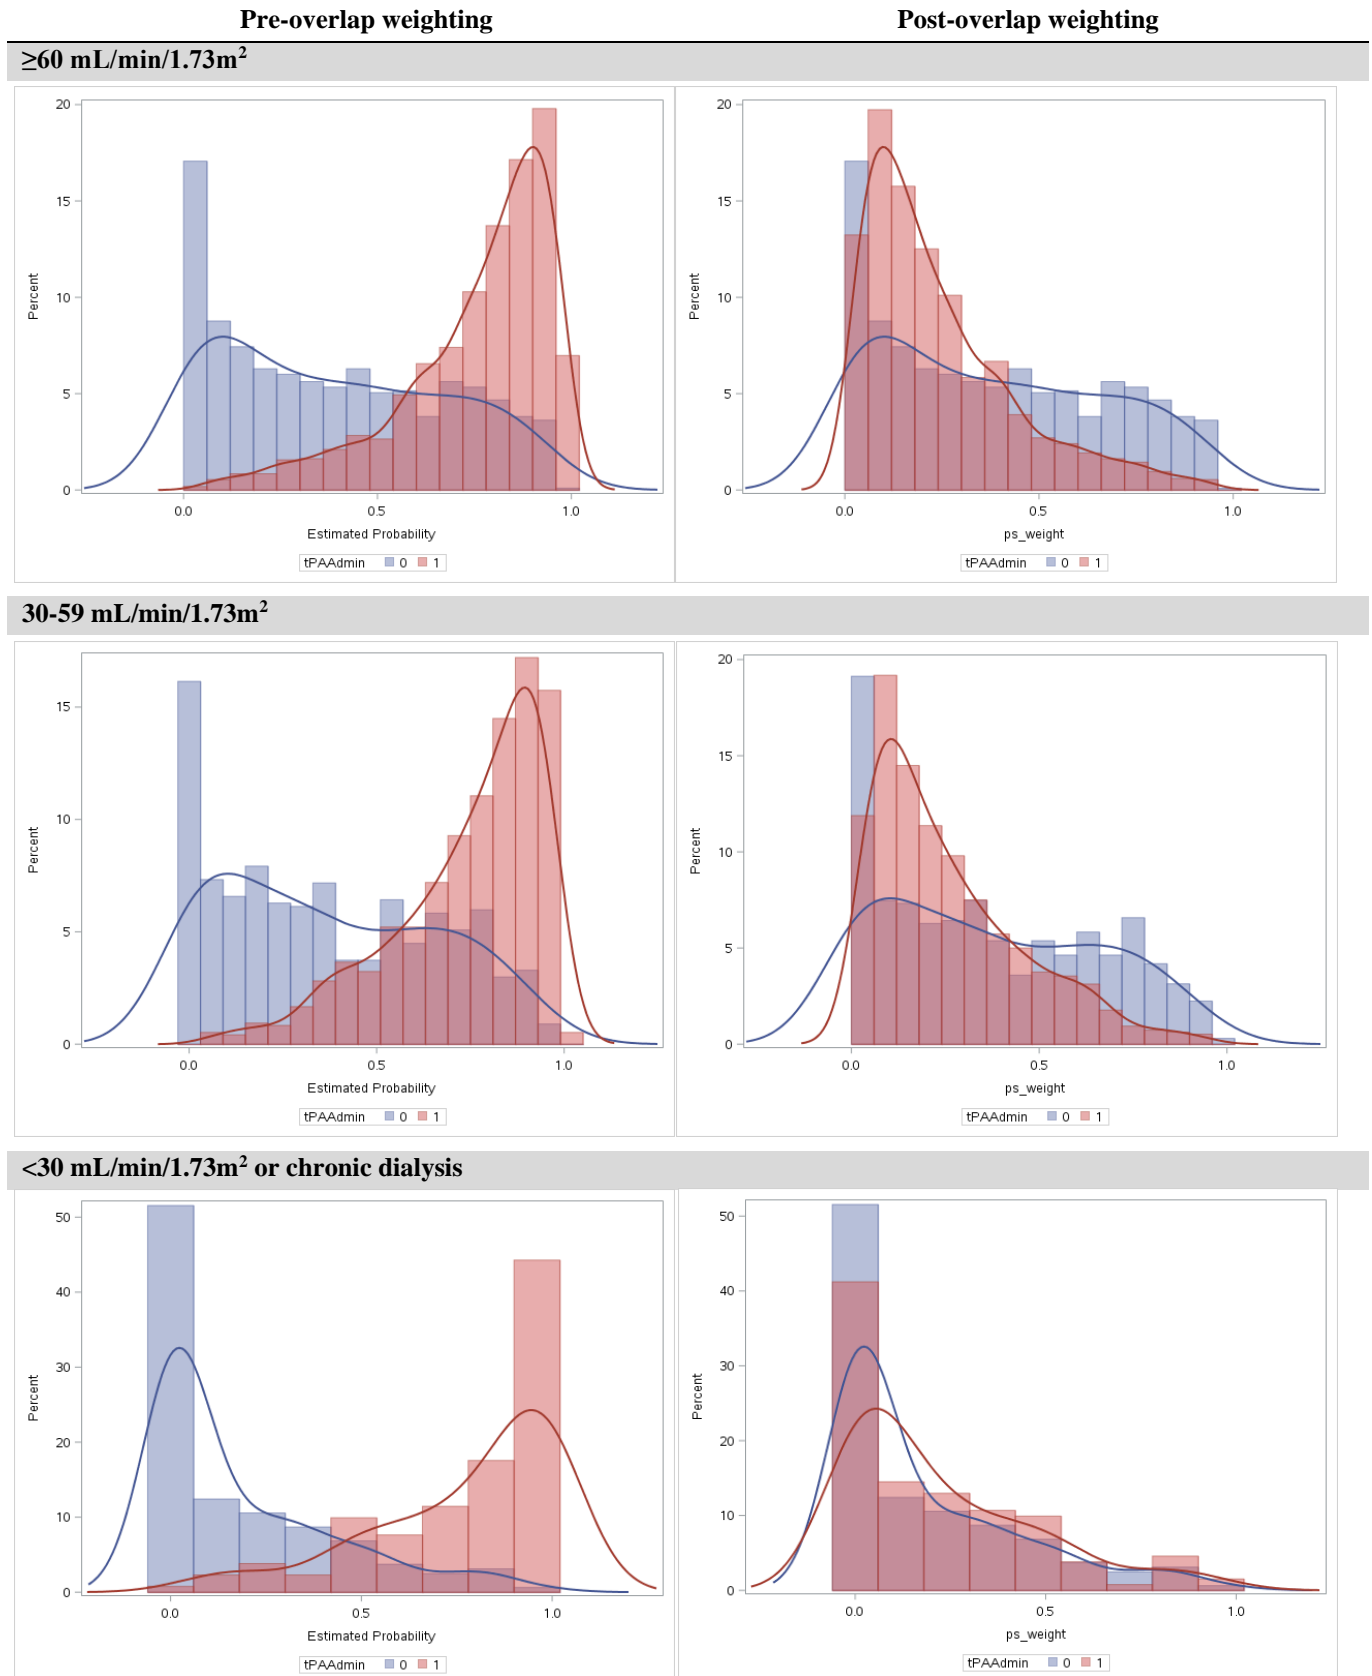 Pre-overlap weighting Post-overlap weighting
≥60 mL/min/1.73m²
20
15
10
5
0
Percent
0.0 0.5 1.0
Estimated Probability
tPAAdmin 0 1
20
15
10
5
0
Percent
0.0 0.5 1.0
ps_weight
tPAAdmin 0 1
30-59 mL/min/1.73m²
15
10
5
0
Percent
0.0 0.5 1.0
Estimated Probability
tPAAdmin 0 1
20
15
10
5
0
Percent
0.0 0.5 1.0
ps_weight
tPAAdmin 0 1
<30 mL/min/1.73m² or chronic dialysis
50
40
30
20
10
0
Percent
0.0 0.5 1.0
Estimated Probability
tPAAdmin 0 1
50
40
30
20
10
0
Percent
0.0 0.5 1.0
ps_weight
tPAAdmin 0 1